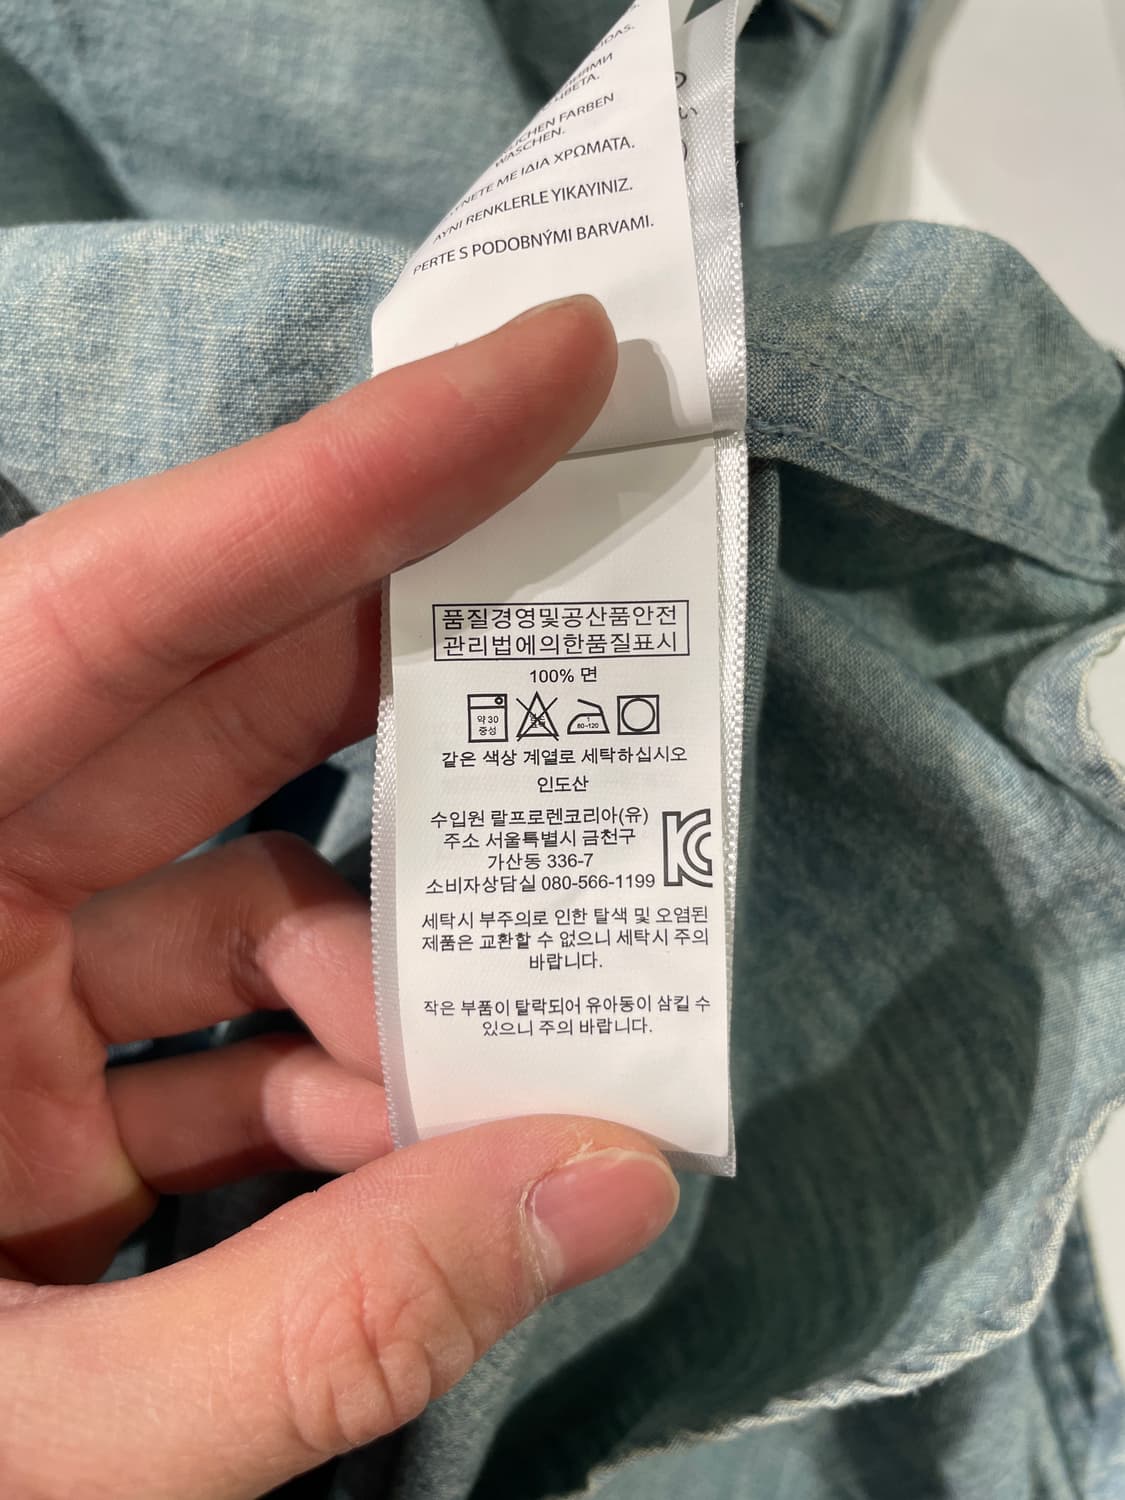 IDAS.
ЦВЕТА.
FARBEN
WASCHEN.
ΜΕ ΙΔΙΑ ΧΡΩΜΑΤΑ.
AYNI RENKLERLE YIKAYINIZ.
PERTE S PODOBNÝMI BARVAMI.
품질경영및공산품안전
관리법에의한품질표시
100% 면
약 30
중성
60~120
같은 색상 계열로 세탁하십시오
인도산
수입원 랄프로렌코리아(유)
주소 서울특별시 금천구
가산동 336-7
소비자상담실 080-566-1199
세탁시 부주의로 인한 탈색 및 오염된
제품은 교환할 수 없으니 세탁시 주의
바랍니다.
작은 부품이 탈락되어 유아동이 삼킬 수
있으니 주의 바랍니다.